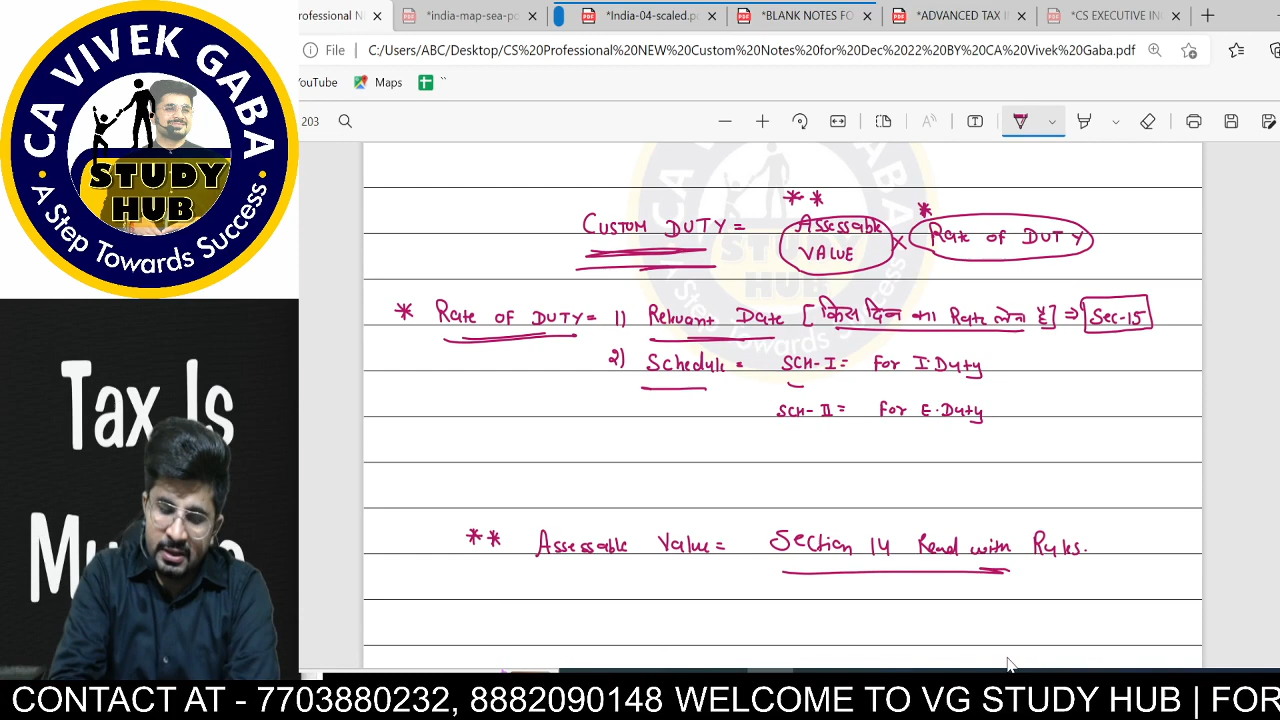 CA VIVEK GABA
STUDY
HUB
• A Step Towards Success •
Tax Is
rofessional N
*india-map-sea-po
*India-04-scaled.p
*BLANK NOTES FO
*ADVANCED TAX
*CS EXECUTIVE IN
File
C:/Users/ABC/Desktop/CS%20Professional%20NEW%20Custom%20Notes%20for%20Dec%2022%20BY%20CA%20Vivek%20Gaba.pdf
YouTube
Maps
``
203
** *
CUSTOM DUTY = Assessable VALUE × Rate of DUTY
* Rate of DUTY = 1) Relevant Date [किस दिन का Rate लेना है] ⇒ Sec-15
2) Schedule = SCH-I = For I.Duty
SCH-II = For E.Duty
** Assessable Value = Section 14 Read with Rules.
CONTACT AT - 7703880232, 8882090148 WELCOME TO VG STUDY HUB | FOR